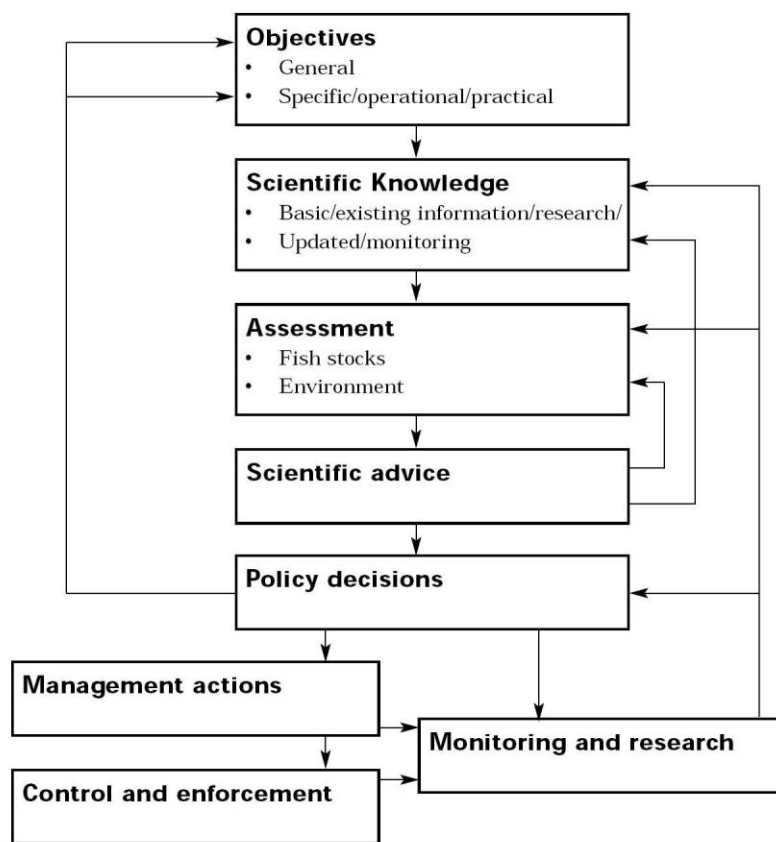 Objectives
• General
• Specific/operational/practical
Scientific Knowledge
• Basic/existing information/research/
• Updated/monitoring
Assessment
• Fish stocks
• Environment
Scientific advice
Policy decisions
Management actions
Monitoring and research
Control and enforcement